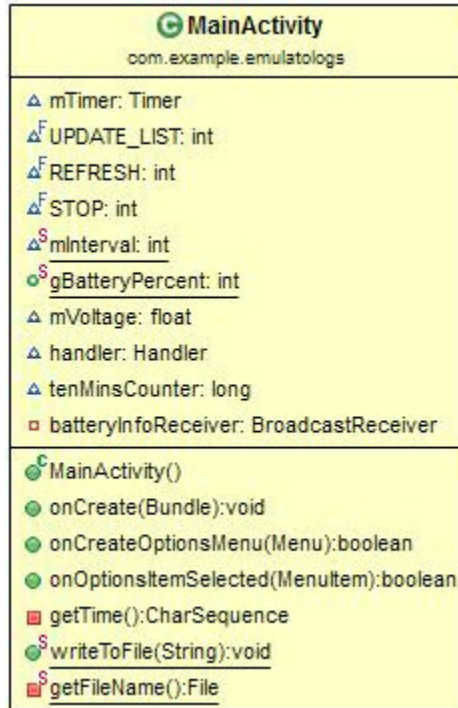 C MainActivity
com.example.emulatologs
mTimer: Timer
F UPDATE_LIST: int
F REFRESH: int
F STOP: int
S mInterval: int
S gBatteryPercent: int
mVoltage: float
handler: Handler
tenMinsCounter: long
batteryInfoReceiver: BroadcastReceiver
C MainActivity()
onCreate(Bundle):void
onCreateOptionsMenu(Menu):boolean
onOptionsItemSelected(MenuItem):boolean
getTime():CharSequence
S writeToFile(String):void
S getFileName():File